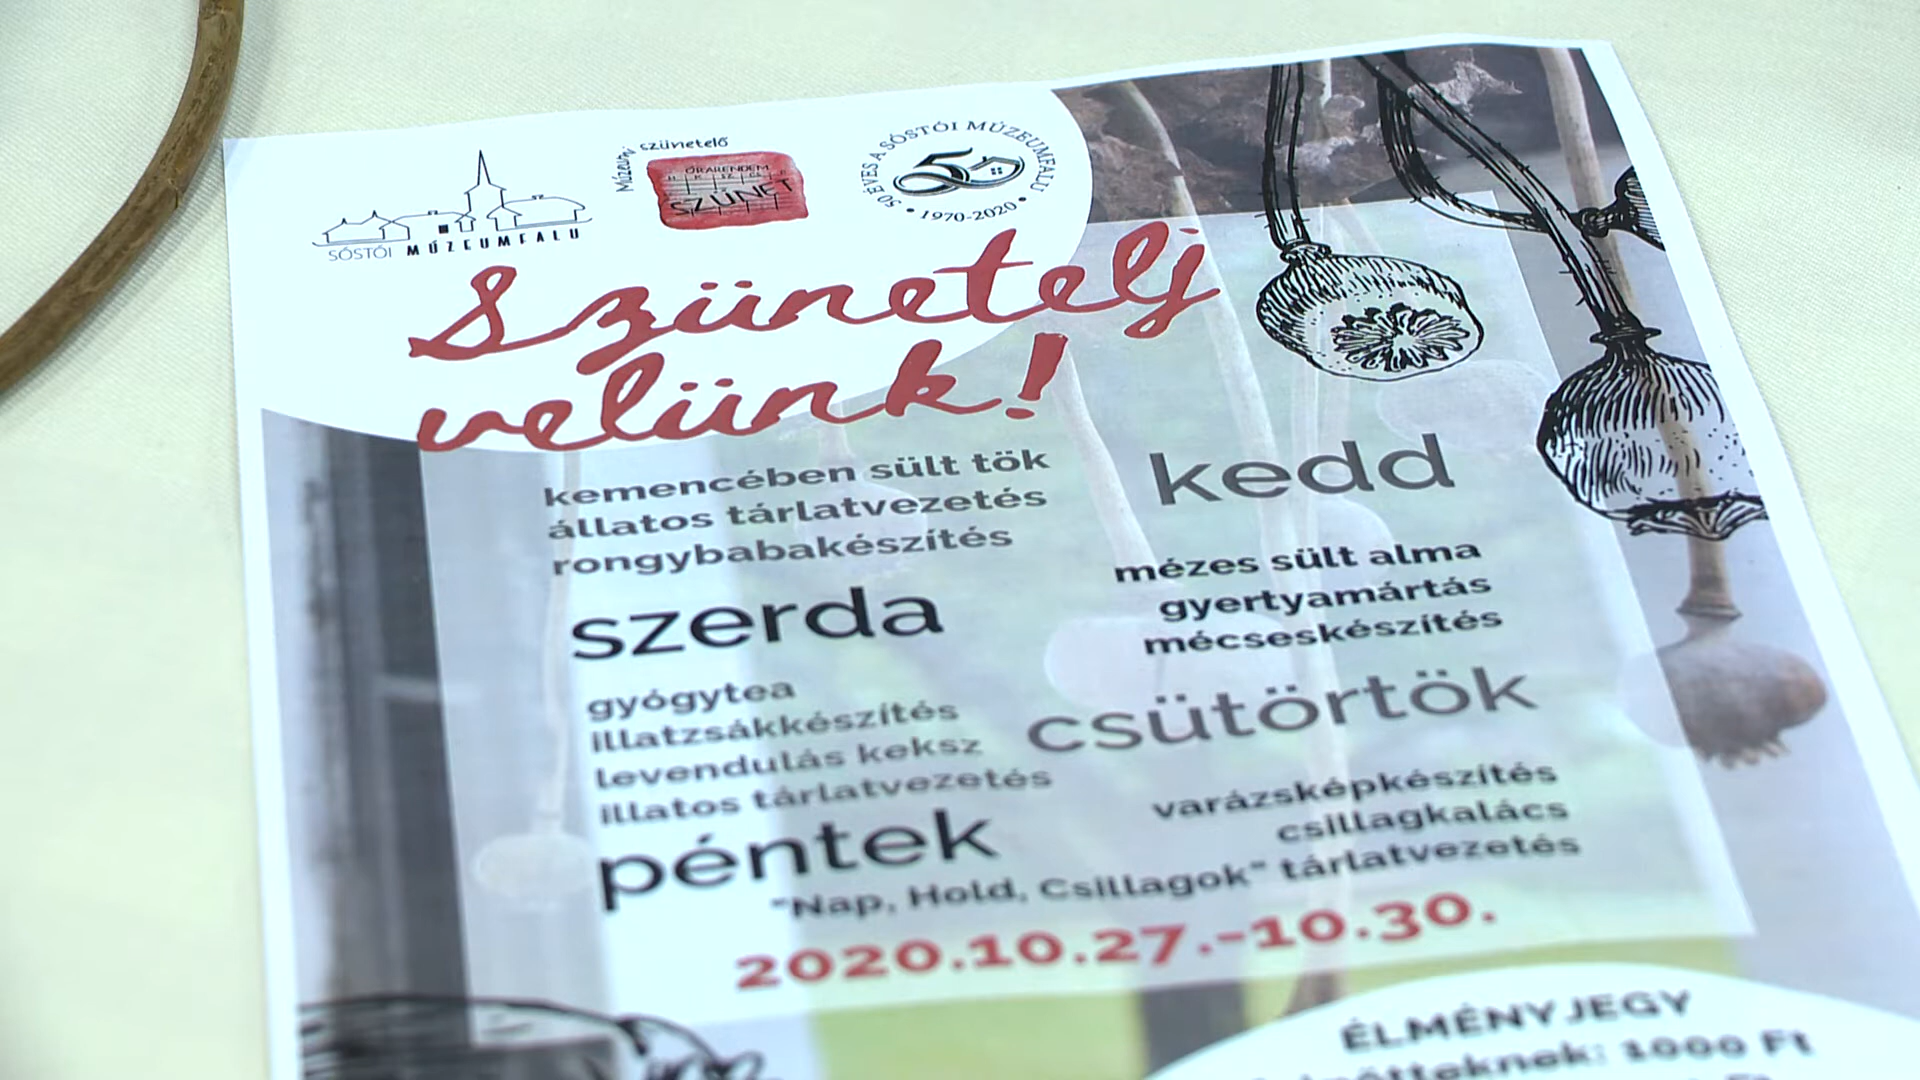 SÓSTÓI MÚZEUMFALU
Múzeumi szünetelő
ÓRARENDEM
SZÜNET
50 ÉVES A SÓSTÓI MÚZEUMFALU
• 1970-2020 •
50
Szünetelj
velünk!
kemencében sült tök
állatos tárlatvezetés
rongybabakészítés
kedd
mézes sült alma
gyertyamártás
mécseskészítés
szerda
gyógytea
illatzsákkészítés
levendulás keksz
illatos tárlatvezetés
csütörtök
varázsképkészítés
csillagkalács
"Nap, Hold, Csillagok" tárlatvezetés
péntek
2020.10.27.-10.30.
ÉLMÉNYJEGY
1000 Ft